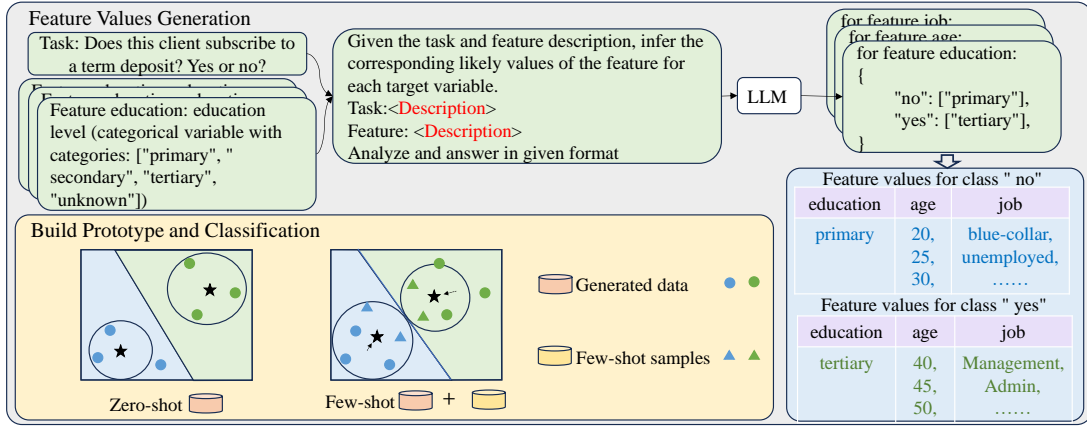 Feature Values Generation
Task: Does this client subscribe to
a term deposit? Yes or no?
Feature education: education
level (categorical variable with
categories: ["primary", "
secondary", "tertiary",
"unknown"])
Given the task and feature description, infer the
corresponding likely values of the feature for
each target variable.
Task:<Description>
Feature: <Description>
Analyze and answer in given format
LLM
for feature job:
for feature age:
for feature education:
{
"no": ["primary"],
"yes": ["tertiary"],
}
Feature values for class " no"
education age job
primary 20, blue-collar,
25, unemployed,
30, ……
Feature values for class " yes"
education age job
tertiary 40, Management,
45, Admin,
50, ……
Build Prototype and Classification
Generated data
Few-shot samples
Zero-shot
Few-shot +